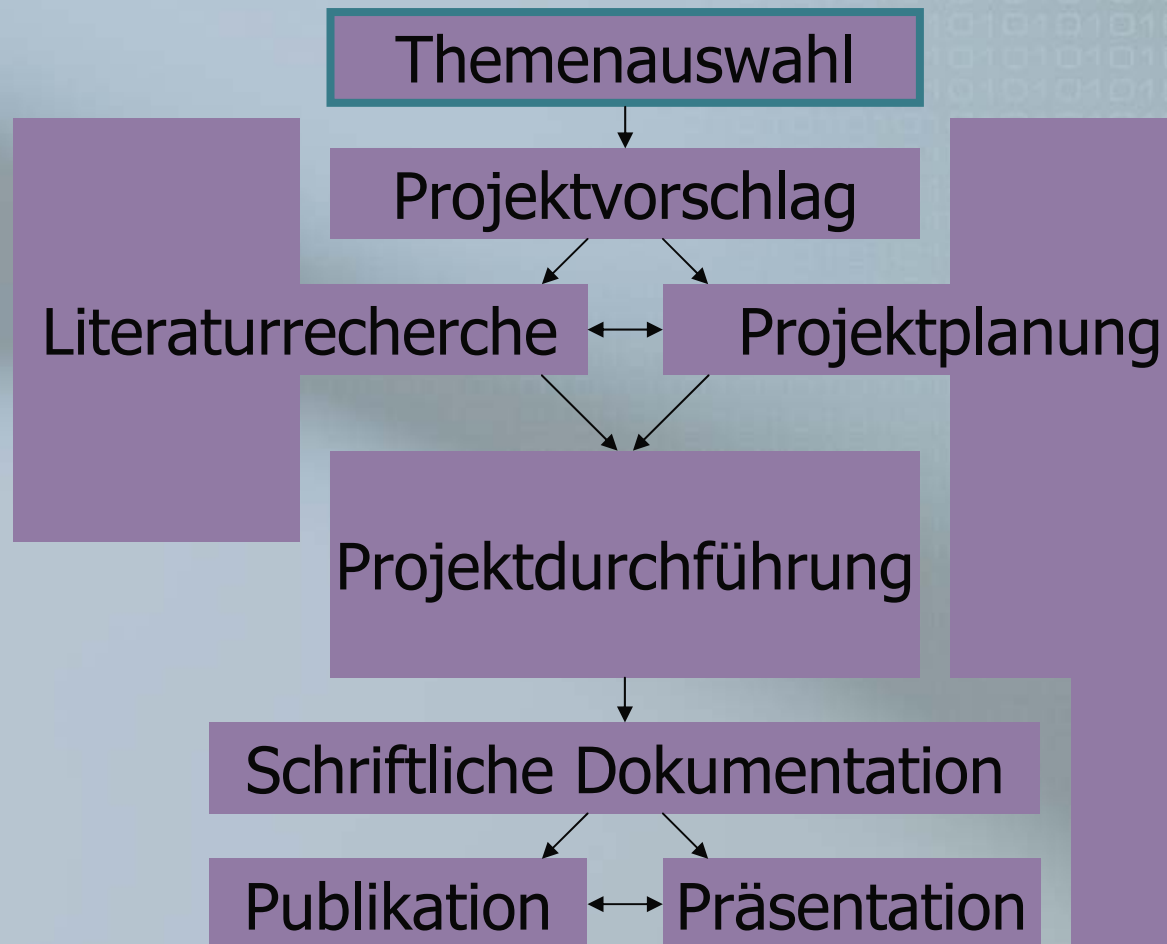 Themenauswahl
Projektvorschlag
Literaturrecherche
Projektplanung
Projektdurchführung
Schriftliche Dokumentation
Publikation
Präsentation